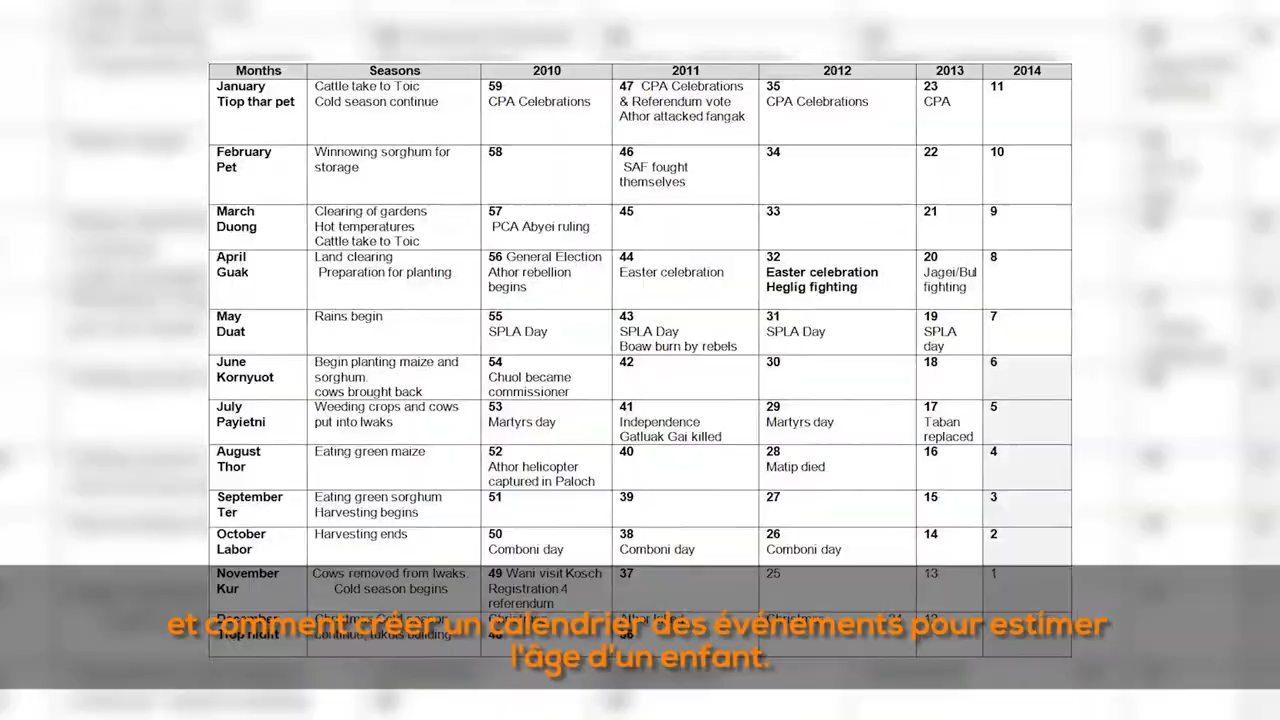 Months Seasons 2010 2011 2012 2013 2014
January Cattle take to Toic 59 47 CPA Celebrations 35 23 11
Tiop thar pet Cold season continue CPA Celebrations & Referendum vote CPA Celebrations CPA
Athor attacked fangak
February Winnowing sorghum for 58 46 34 22 10
Pet storage SAF fought
themselves
March Clearing of gardens 57 45 33 21 9
Duong Hot temperatures PCA Abyei ruling
Cattle take to Toic
April Land clearing 56 General Election 44 32 20 8
Guak Preparation for planting Athor rebellion Easter celebration Easter celebration Jagei/Bul
begins Heglig fighting fighting
May Rains begin 55 43 31 19 7
Duat SPLA Day SPLA Day SPLA Day SPLA
Boaw burn by rebels day
June Begin planting maize and 54 42 30 18 6
Kornyuot sorghum. Chuol became
cows brought back commissioner
July Weeding crops and cows 53 41 29 17 5
Payietni put into lwaks Martyrs day Independence Martyrs day Taban
Gatluak Gai killed replaced
August Eating green maize 52 40 28 16 4
Thor Athor helicopter Matip died
captured in Paloch
September Eating green sorghum 51 39 27 15 3
Ter Harvesting begins
October Harvesting ends 50 38 26 14 2
Labor Comboni day Comboni day Comboni day
November Cows removed from lwaks. 49 Wani visit Kosch 37 25 13 1
Kur Cold season begins Registration 4
referendum
et comment créer un calendrier des événements pour estimer
l'âge d'un enfant.